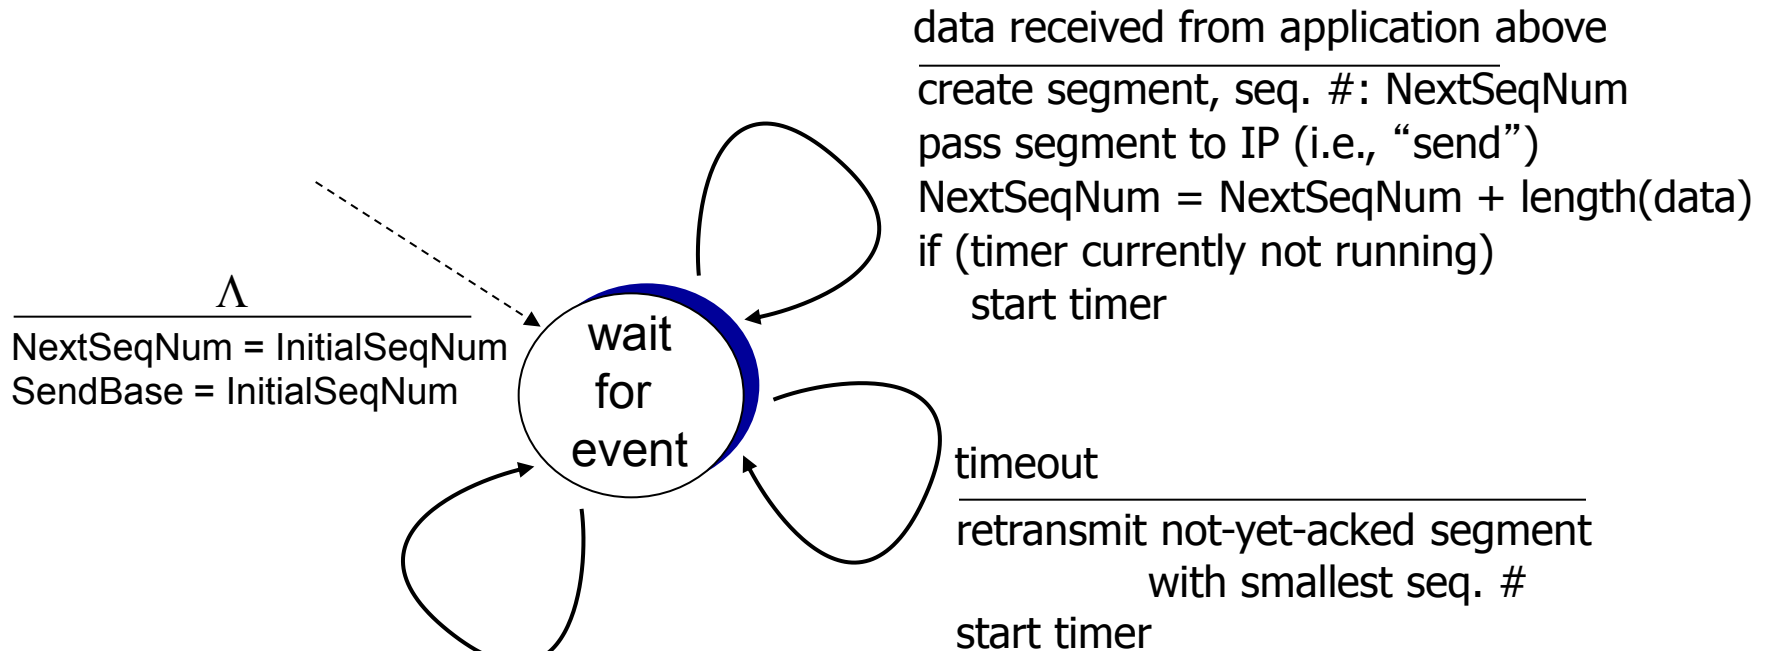 data received from application above
create segment, seq. #: NextSeqNum
pass segment to IP (i.e., “send”)
NextSeqNum = NextSeqNum + length(data)
if (timer currently not running)
start timer
Λ
NextSeqNum = InitialSeqNum
SendBase = InitialSeqNum
wait
for
event
timeout
retransmit not-yet-acked segment
with smallest seq. #
start timer